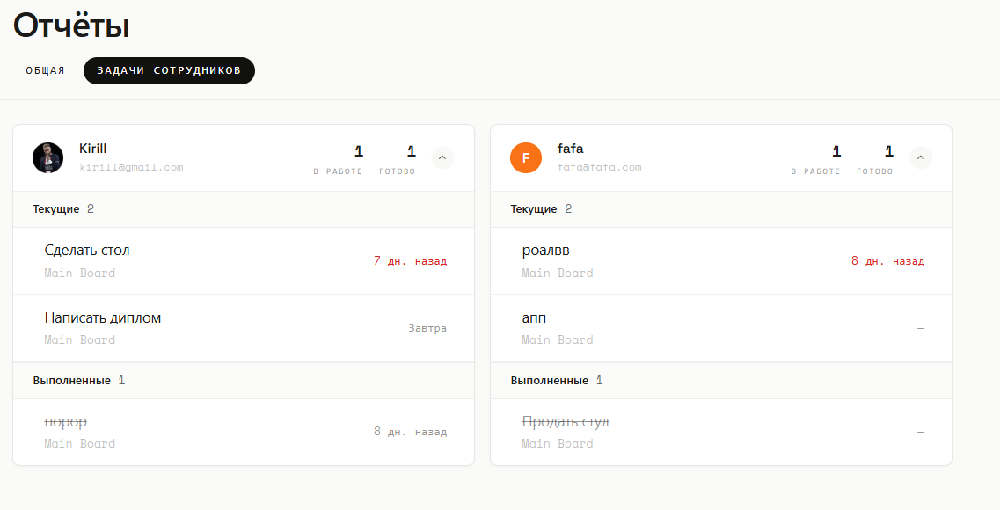 Отчёты
ОБЩАЯ ЗАДАЧИ СОТРУДНИКОВ
Kirill
kirill@gmail.com
1 1
В РАБОТЕ ГОТОВО
Текущие 2
Сделать стол
Main Board
7 дн. назад
Написать диплом
Main Board
Завтра
Выполненные 1
порор
Main Board
8 дн. назад
F
fafa
fafa@fafa.com
1 1
В РАБОТЕ ГОТОВО
Текущие 2
роалвв
Main Board
8 дн. назад
апп
Main Board
—
Выполненные 1
Продать стул
Main Board
—